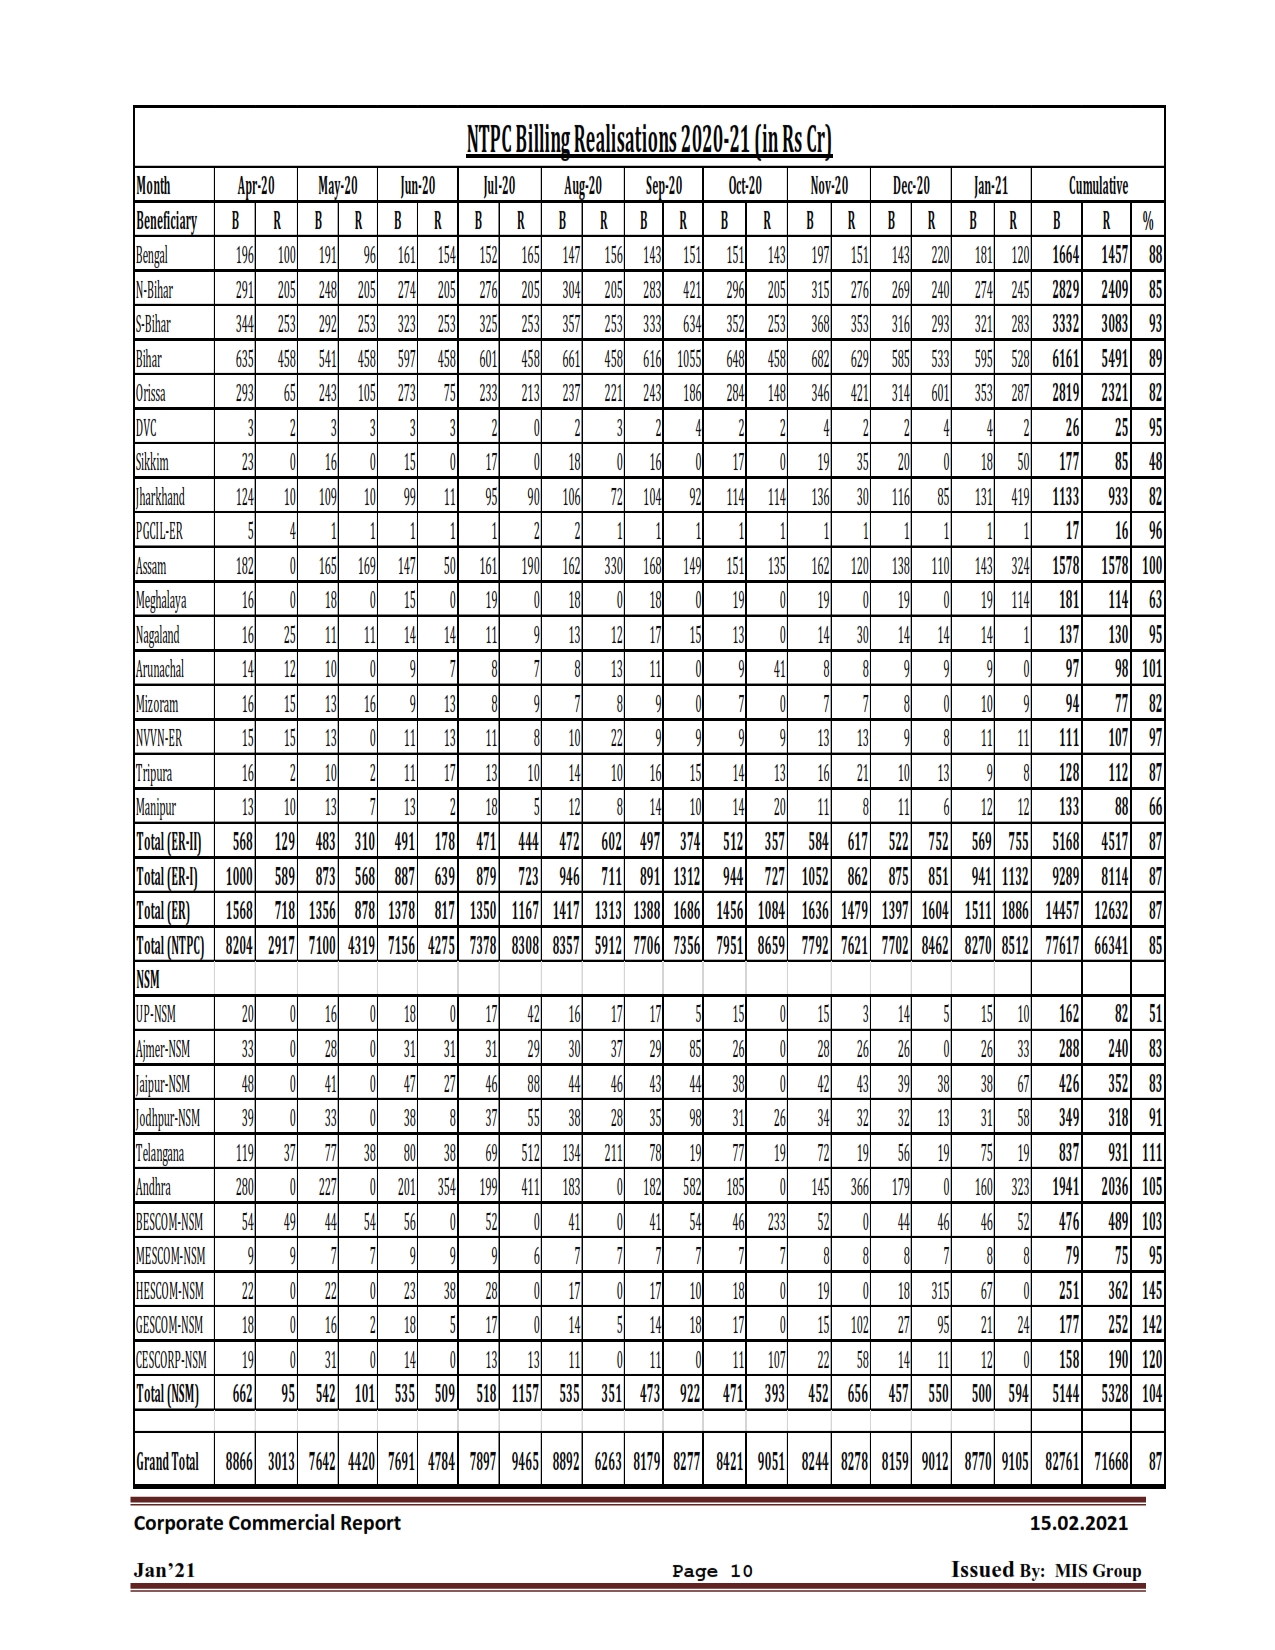 NTPC Billing Realisations 2020-21 (in Rs Cr)
Month Apr-20 May-20 Jun-20 Jul-20 Aug-20 Sep-20 Oct-20 Nov-20 Dec-20 Jan-21 Cumulative
Beneficiary B R B R B R B R B R B R B R B R B R B R B R %
Bengal 196 100 191 96 161 154 152 165 147 156 143 151 151 143 197 151 143 220 181 120 1664 1457 88
N-Bihar 291 205 248 205 274 205 276 205 304 205 283 421 296 205 315 276 269 240 274 245 2829 2409 85
S-Bihar 344 253 292 253 323 253 325 253 357 253 333 634 352 253 368 353 316 293 321 283 3332 3083 93
Bihar 635 458 541 458 597 458 601 458 661 458 616 1055 648 458 682 629 585 533 595 528 6161 5491 89
Orissa 293 65 243 105 273 75 233 213 237 221 243 186 284 148 346 421 314 601 353 287 2819 2321 82
DVC 3 2 3 3 3 3 2 0 2 3 2 4 2 2 4 2 2 4 4 2 26 25 95
Sikkim 23 0 16 0 15 0 17 0 18 0 16 0 17 0 19 35 20 0 18 50 177 85 48
Jharkhand 124 10 109 10 99 11 95 90 106 72 104 92 114 114 136 30 116 85 131 419 1133 933 82
PGCIL-ER 5 4 1 1 1 1 1 2 2 1 1 1 1 1 1 1 1 1 1 1 17 16 96
Assam 182 0 165 169 147 50 161 190 162 330 168 149 151 135 162 120 138 110 143 324 1578 1578 100
Meghalaya 16 0 18 0 15 0 19 0 18 0 18 0 19 0 19 0 19 0 19 114 181 114 63
Nagaland 16 25 11 11 14 14 11 9 13 12 17 15 13 0 14 30 14 14 14 1 137 130 95
Arunachal 14 12 10 0 9 7 8 7 8 13 11 0 9 41 8 8 9 9 9 0 97 98 101
Mizoram 16 15 13 16 9 13 8 9 7 8 9 0 7 0 7 7 8 0 10 9 94 77 82
NVVN-ER 15 15 13 0 11 13 11 8 10 22 9 9 9 9 13 13 9 8 11 11 111 107 97
Tripura 16 2 10 2 11 17 13 10 14 10 16 15 14 13 16 21 10 13 9 8 128 112 87
Manipur 13 10 13 7 13 2 18 5 12 8 14 10 14 20 11 8 11 6 12 12 133 88 66
Total (ER-II) 568 129 483 310 491 178 471 444 472 602 497 374 512 357 584 617 522 752 569 755 5168 4517 87
Total (ER-I) 1000 589 873 568 887 639 879 723 946 711 891 1312 944 727 1052 862 875 851 941 1132 9289 8114 87
Total (ER) 1568 718 1356 878 1378 817 1350 1167 1417 1313 1388 1686 1456 1084 1636 1479 1397 1604 1511 1886 14457 12632 87
Total (NTPC) 8204 2917 7100 4319 7156 4275 7378 8308 8357 5912 7706 7356 7951 8659 7792 7621 7702 8462 8270 8512 77617 66341 85
NSM
UP-NSM 20 0 16 0 18 0 17 42 16 17 17 5 15 0 15 3 14 5 15 10 162 82 51
Ajmer-NSM 33 0 28 0 31 31 31 29 30 37 29 85 26 0 28 26 26 0 26 33 288 240 83
Jaipur-NSM 48 0 41 0 47 27 46 88 44 46 43 44 38 0 42 43 39 38 38 67 426 352 83
Jodhpur-NSM 39 0 33 0 38 8 37 55 38 28 35 98 31 26 34 32 32 13 31 58 349 318 91
Telangana 119 37 77 38 80 38 69 512 134 211 78 19 77 19 72 19 56 19 75 19 837 931 111
Andhra 280 0 227 0 201 354 199 411 183 0 182 582 185 0 145 366 179 0 160 323 1941 2036 105
BESCOM-NSM 54 49 44 54 56 0 52 0 41 0 41 54 46 233 52 0 44 46 46 52 476 489 103
MESCOM-NSM 9 9 7 7 9 9 9 6 7 7 7 7 7 7 8 8 8 7 8 8 79 75 95
HESCOM-NSM 22 0 22 0 23 38 28 0 17 0 17 10 18 0 19 0 18 315 67 0 251 362 145
GESCOM-NSM 18 0 16 2 18 5 17 0 14 5 14 18 17 0 15 102 27 95 21 24 177 252 142
CESCORP-NSM 19 0 31 0 14 0 13 13 11 0 11 0 11 107 22 58 14 11 12 0 158 190 120
Total (NSM) 662 95 542 101 535 509 518 1157 535 351 473 922 471 393 452 656 457 550 500 594 5144 5328 104
Grand Total 8866 3013 7642 4420 7691 4784 7897 9465 8892 6263 8179 8277 8421 9051 8244 8278 8159 9012 8770 9105 82761 71668 87
Corporate Commercial Report 15.02.2021
Jan’21 Page 10 Issued By: MIS Group